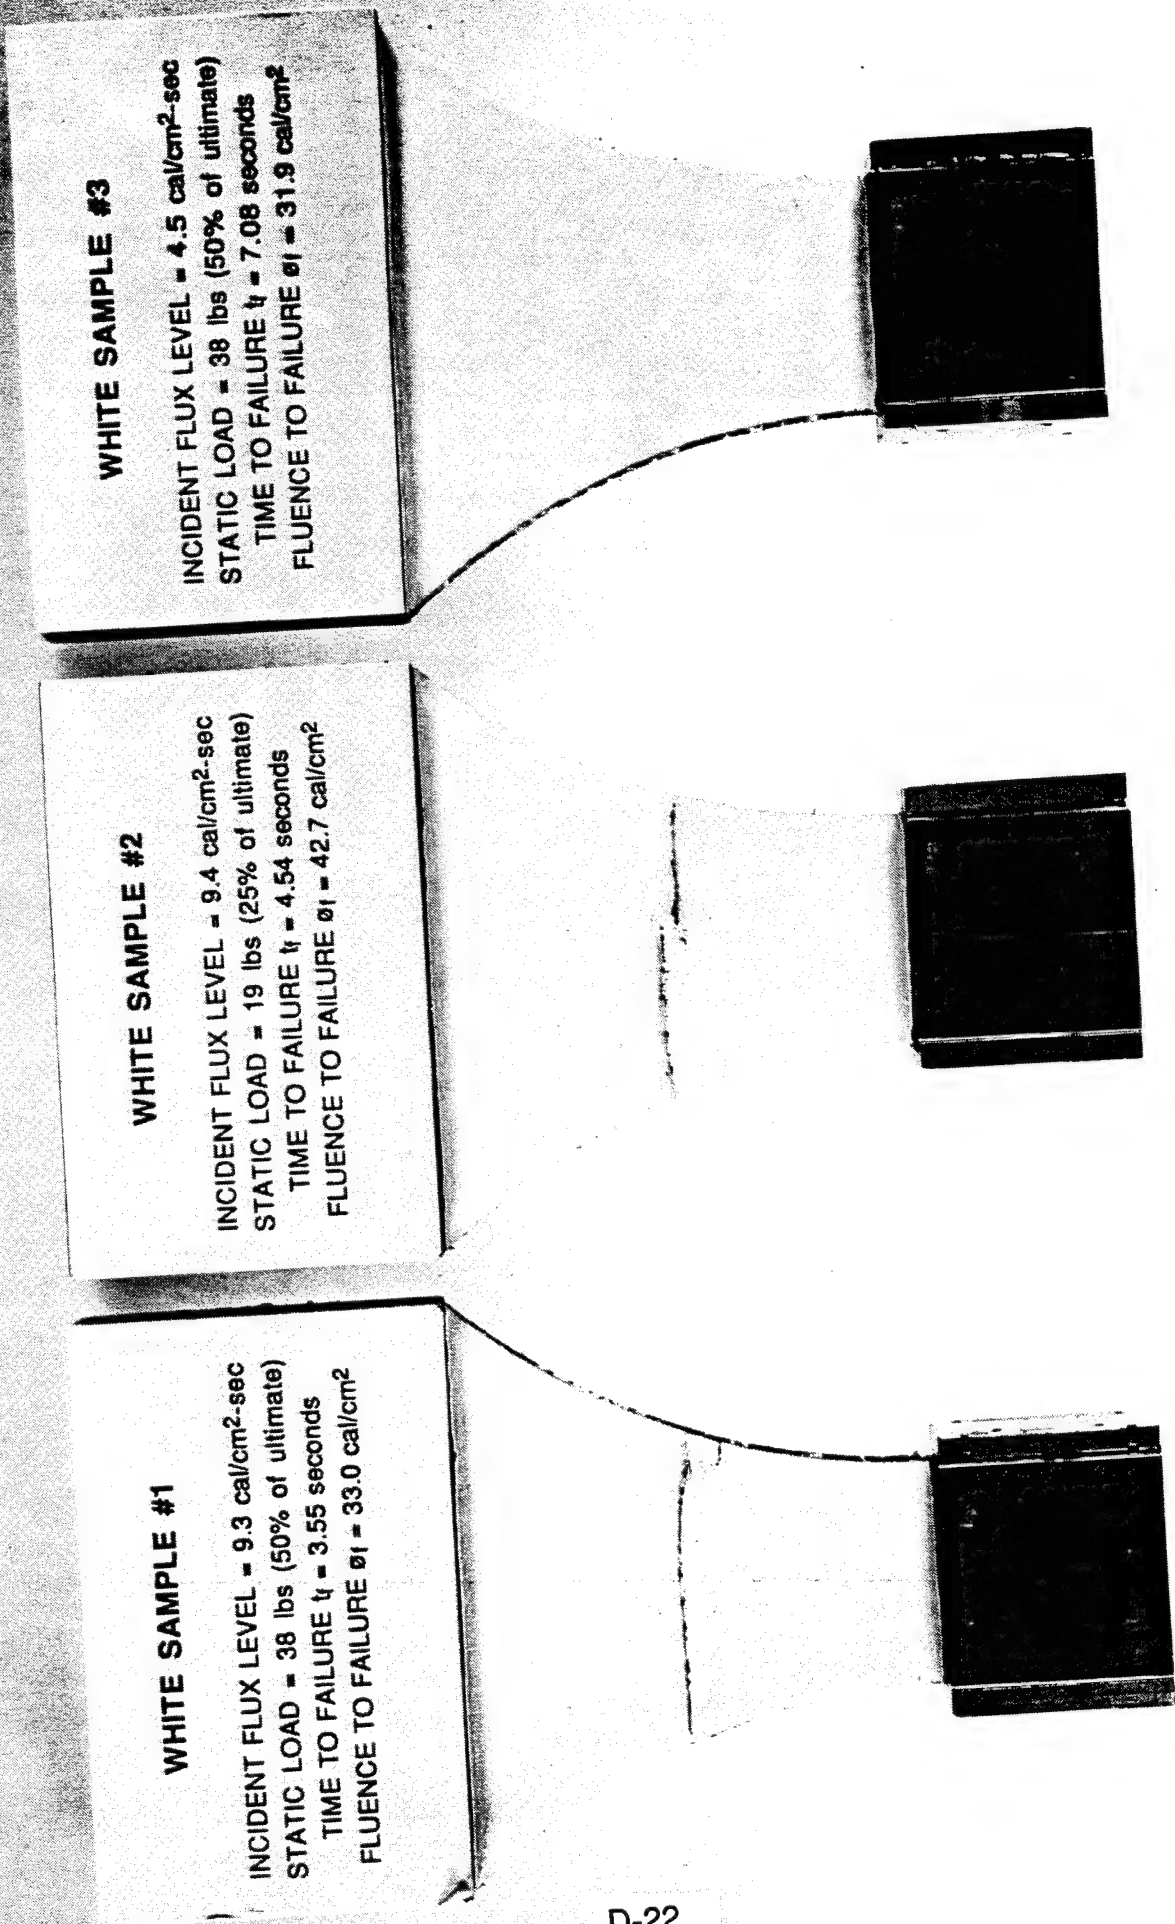 WHITE SAMPLE #1
INCIDENT FLUX LEVEL = 9.3 cal/cm²-sec
STATIC LOAD = 38 lbs (50% of ultimate)
TIME TO FAILURE tf = 3.55 seconds
FLUENCE TO FAILURE øf = 33.0 cal/cm²
WHITE SAMPLE #2
INCIDENT FLUX LEVEL = 9.4 cal/cm²-sec
STATIC LOAD = 19 lbs (25% of ultimate)
TIME TO FAILURE tf = 4.54 seconds
FLUENCE TO FAILURE øf = 42.7 cal/cm²
WHITE SAMPLE #3
INCIDENT FLUX LEVEL = 4.5 cal/cm²-sec
STATIC LOAD = 38 lbs (50% of ultimate)
TIME TO FAILURE tf = 7.08 seconds
FLUENCE TO FAILURE øf = 31.9 cal/cm²
D-22